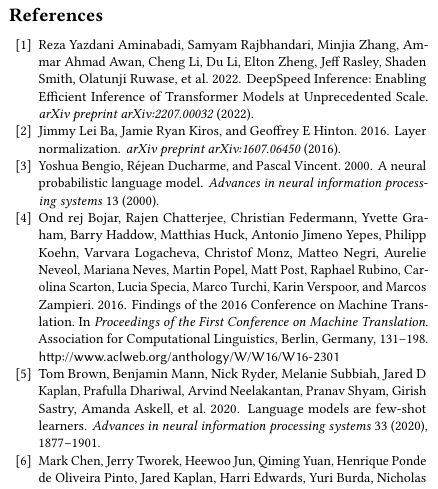 References
[1] Reza Yazdani Aminabadi, Samyam Rajbhandari, Minjia Zhang, Am-
mar Ahmad Awan, Cheng Li, Du Li, Elton Zheng, Jeff Rasley, Shaden
Smith, Olatunji Ruwase, et al. 2022. DeepSpeed Inference: Enabling
Efficient Inference of Transformer Models at Unprecedented Scale.
arXiv preprint arXiv:2207.00032 (2022).
[2] Jimmy Lei Ba, Jamie Ryan Kiros, and Geoffrey E Hinton. 2016. Layer
normalization. arXiv preprint arXiv:1607.06450 (2016).
[3] Yoshua Bengio, Réjean Ducharme, and Pascal Vincent. 2000. A neural
probabilistic language model. Advances in neural information process-
ing systems 13 (2000).
[4] Ond rej Bojar, Rajen Chatterjee, Christian Federmann, Yvette Gra-
ham, Barry Haddow, Matthias Huck, Antonio Jimeno Yepes, Philipp
Koehn, Varvara Logacheva, Christof Monz, Matteo Negri, Aurelie
Neveol, Mariana Neves, Martin Popel, Matt Post, Raphael Rubino, Car-
olina Scarton, Lucia Specia, Marco Turchi, Karin Verspoor, and Marcos
Zampieri. 2016. Findings of the 2016 Conference on Machine Trans-
lation. In Proceedings of the First Conference on Machine Translation.
Association for Computational Linguistics, Berlin, Germany, 131–198.
http://www.aclweb.org/anthology/W/W16/W16-2301
[5] Tom Brown, Benjamin Mann, Nick Ryder, Melanie Subbiah, Jared D
Kaplan, Prafulla Dhariwal, Arvind Neelakantan, Pranav Shyam, Girish
Sastry, Amanda Askell, et al. 2020. Language models are few-shot
learners. Advances in neural information processing systems 33 (2020),
1877–1901.
[6] Mark Chen, Jerry Tworek, Heewoo Jun, Qiming Yuan, Henrique Ponde
de Oliveira Pinto, Jared Kaplan, Harri Edwards, Yuri Burda, Nicholas